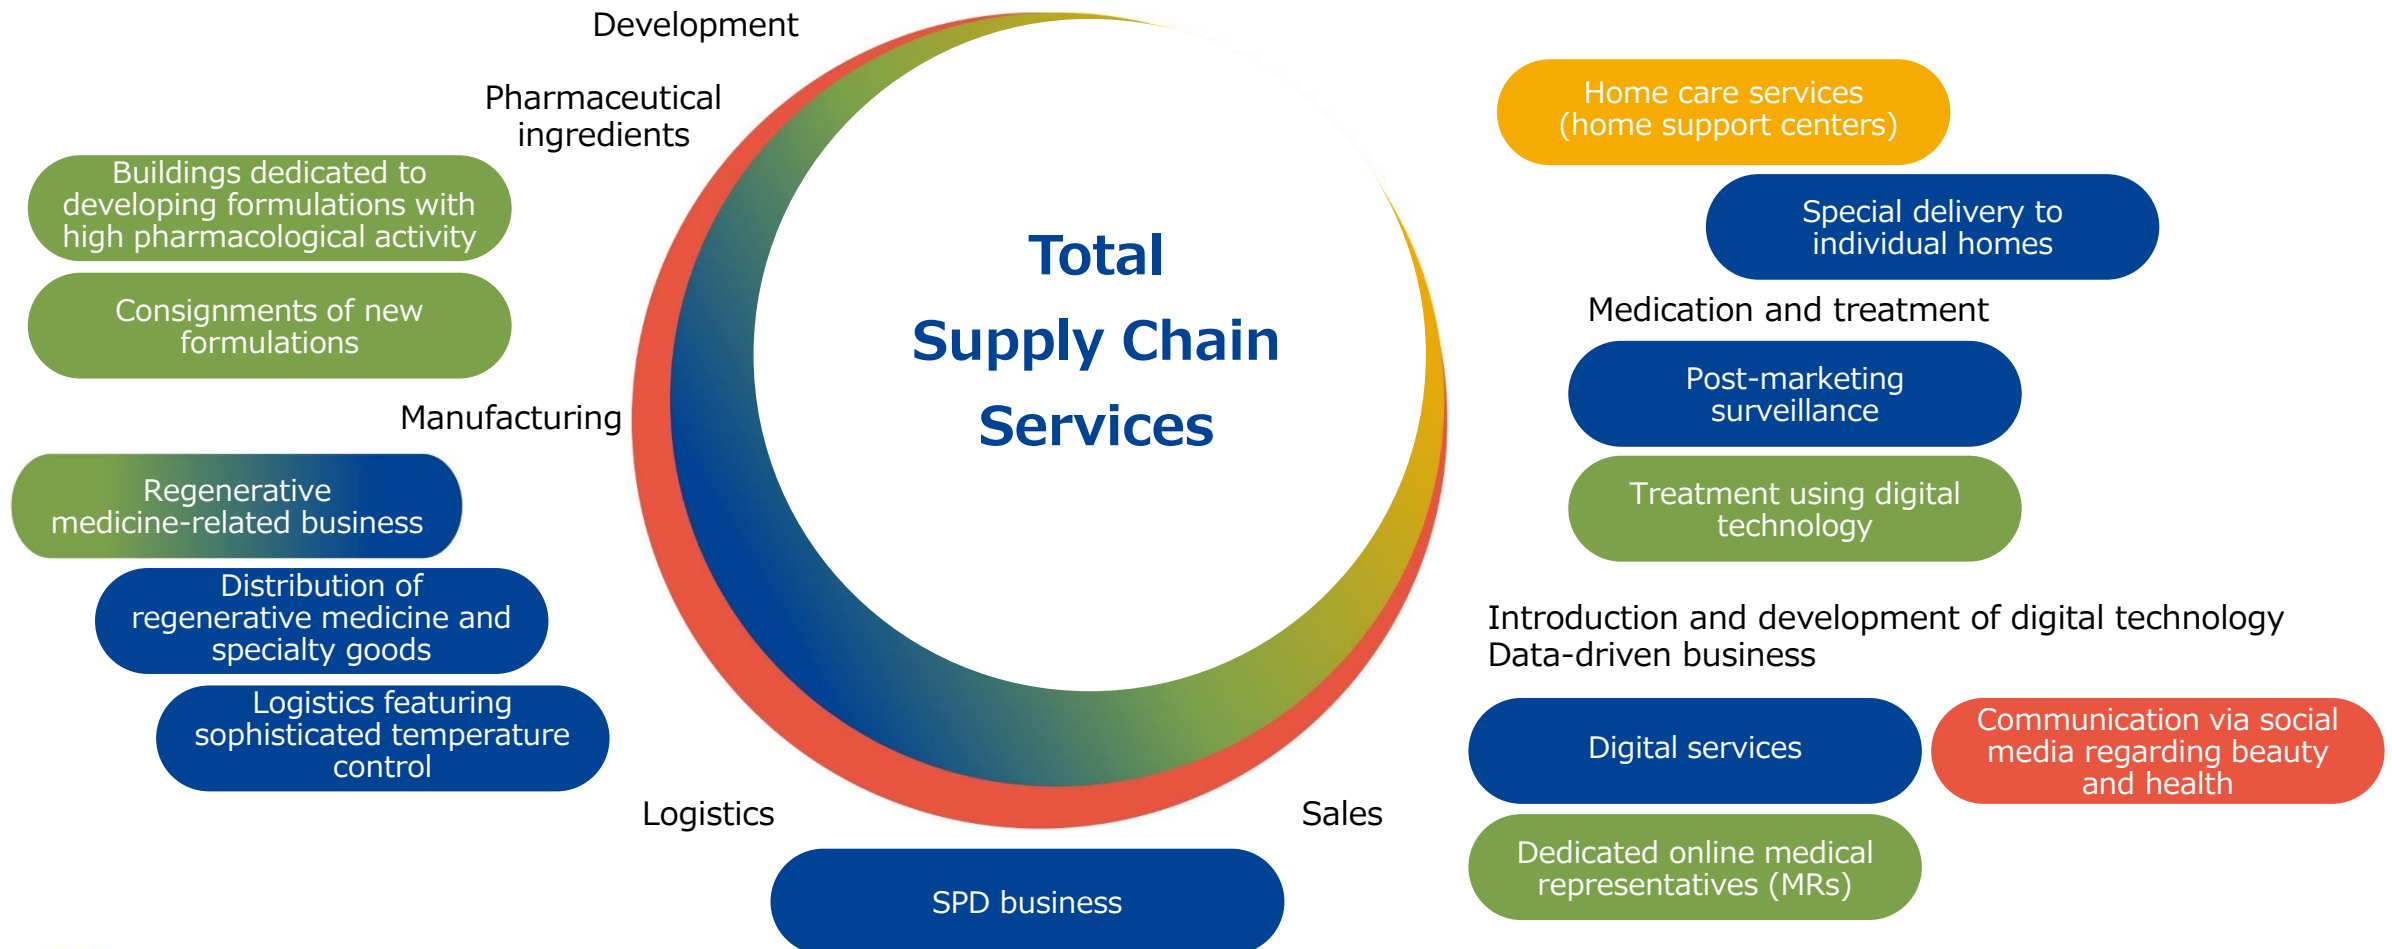 Development
Pharmaceutical
ingredients
Buildings dedicated to
developing formulations with
high pharmacological activity
Consignments of new
formulations
Manufacturing
Regenerative
medicine-related business
Distribution of
regenerative medicine and
specialty goods
Logistics featuring
sophisticated temperature
control
Logistics
Total
Supply Chain
Services
SPD business
Sales
Home care services
(home support centers)
Special delivery to
individual homes
Medication and treatment
Post-marketing
surveillance
Treatment using digital
technology
Introduction and development of digital technology
Data-driven business
Digital services
Communication via social
media regarding beauty
and health
Dedicated online medical
representatives (MRs)